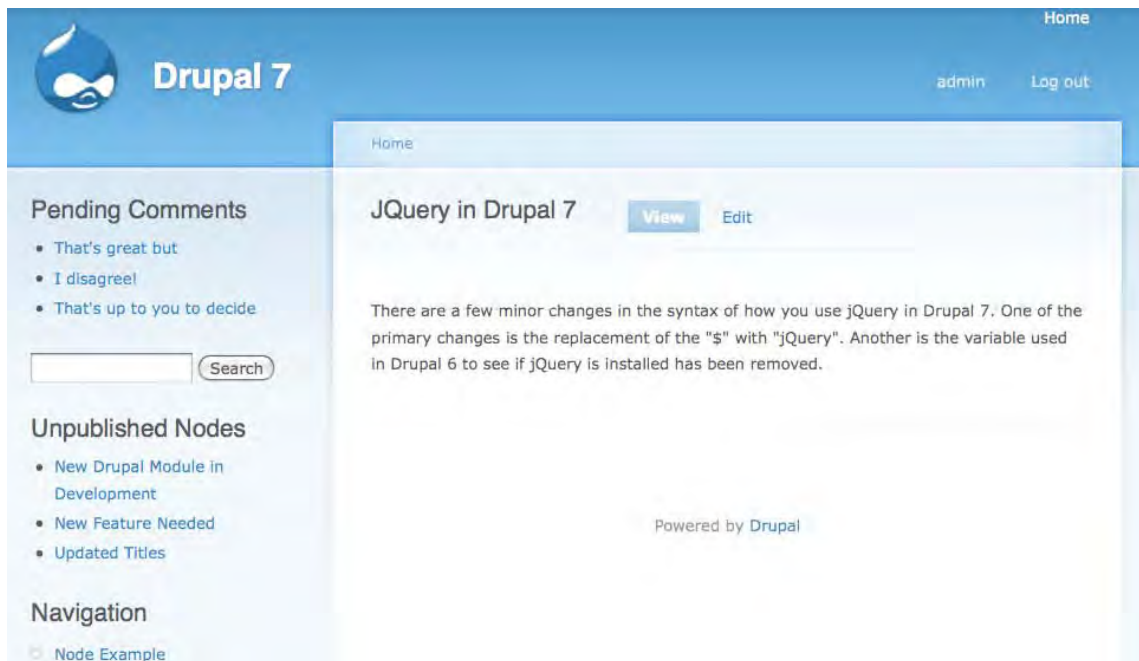 Home
Drupal 7
admin Log out
Home
Pending Comments
That's great but
I disagree!
That's up to you to decide
Search
Unpublished Nodes
New Drupal Module in
Development
New Feature Needed
Updated Titles
Navigation
Node Example
JQuery in Drupal 7 View Edit
There are a few minor changes in the syntax of how you use jQuery in Drupal 7. One of the
primary changes is the replacement of the "$" with "jQuery". Another is the variable used
in Drupal 6 to see if jQuery is installed has been removed.
Powered by Drupal